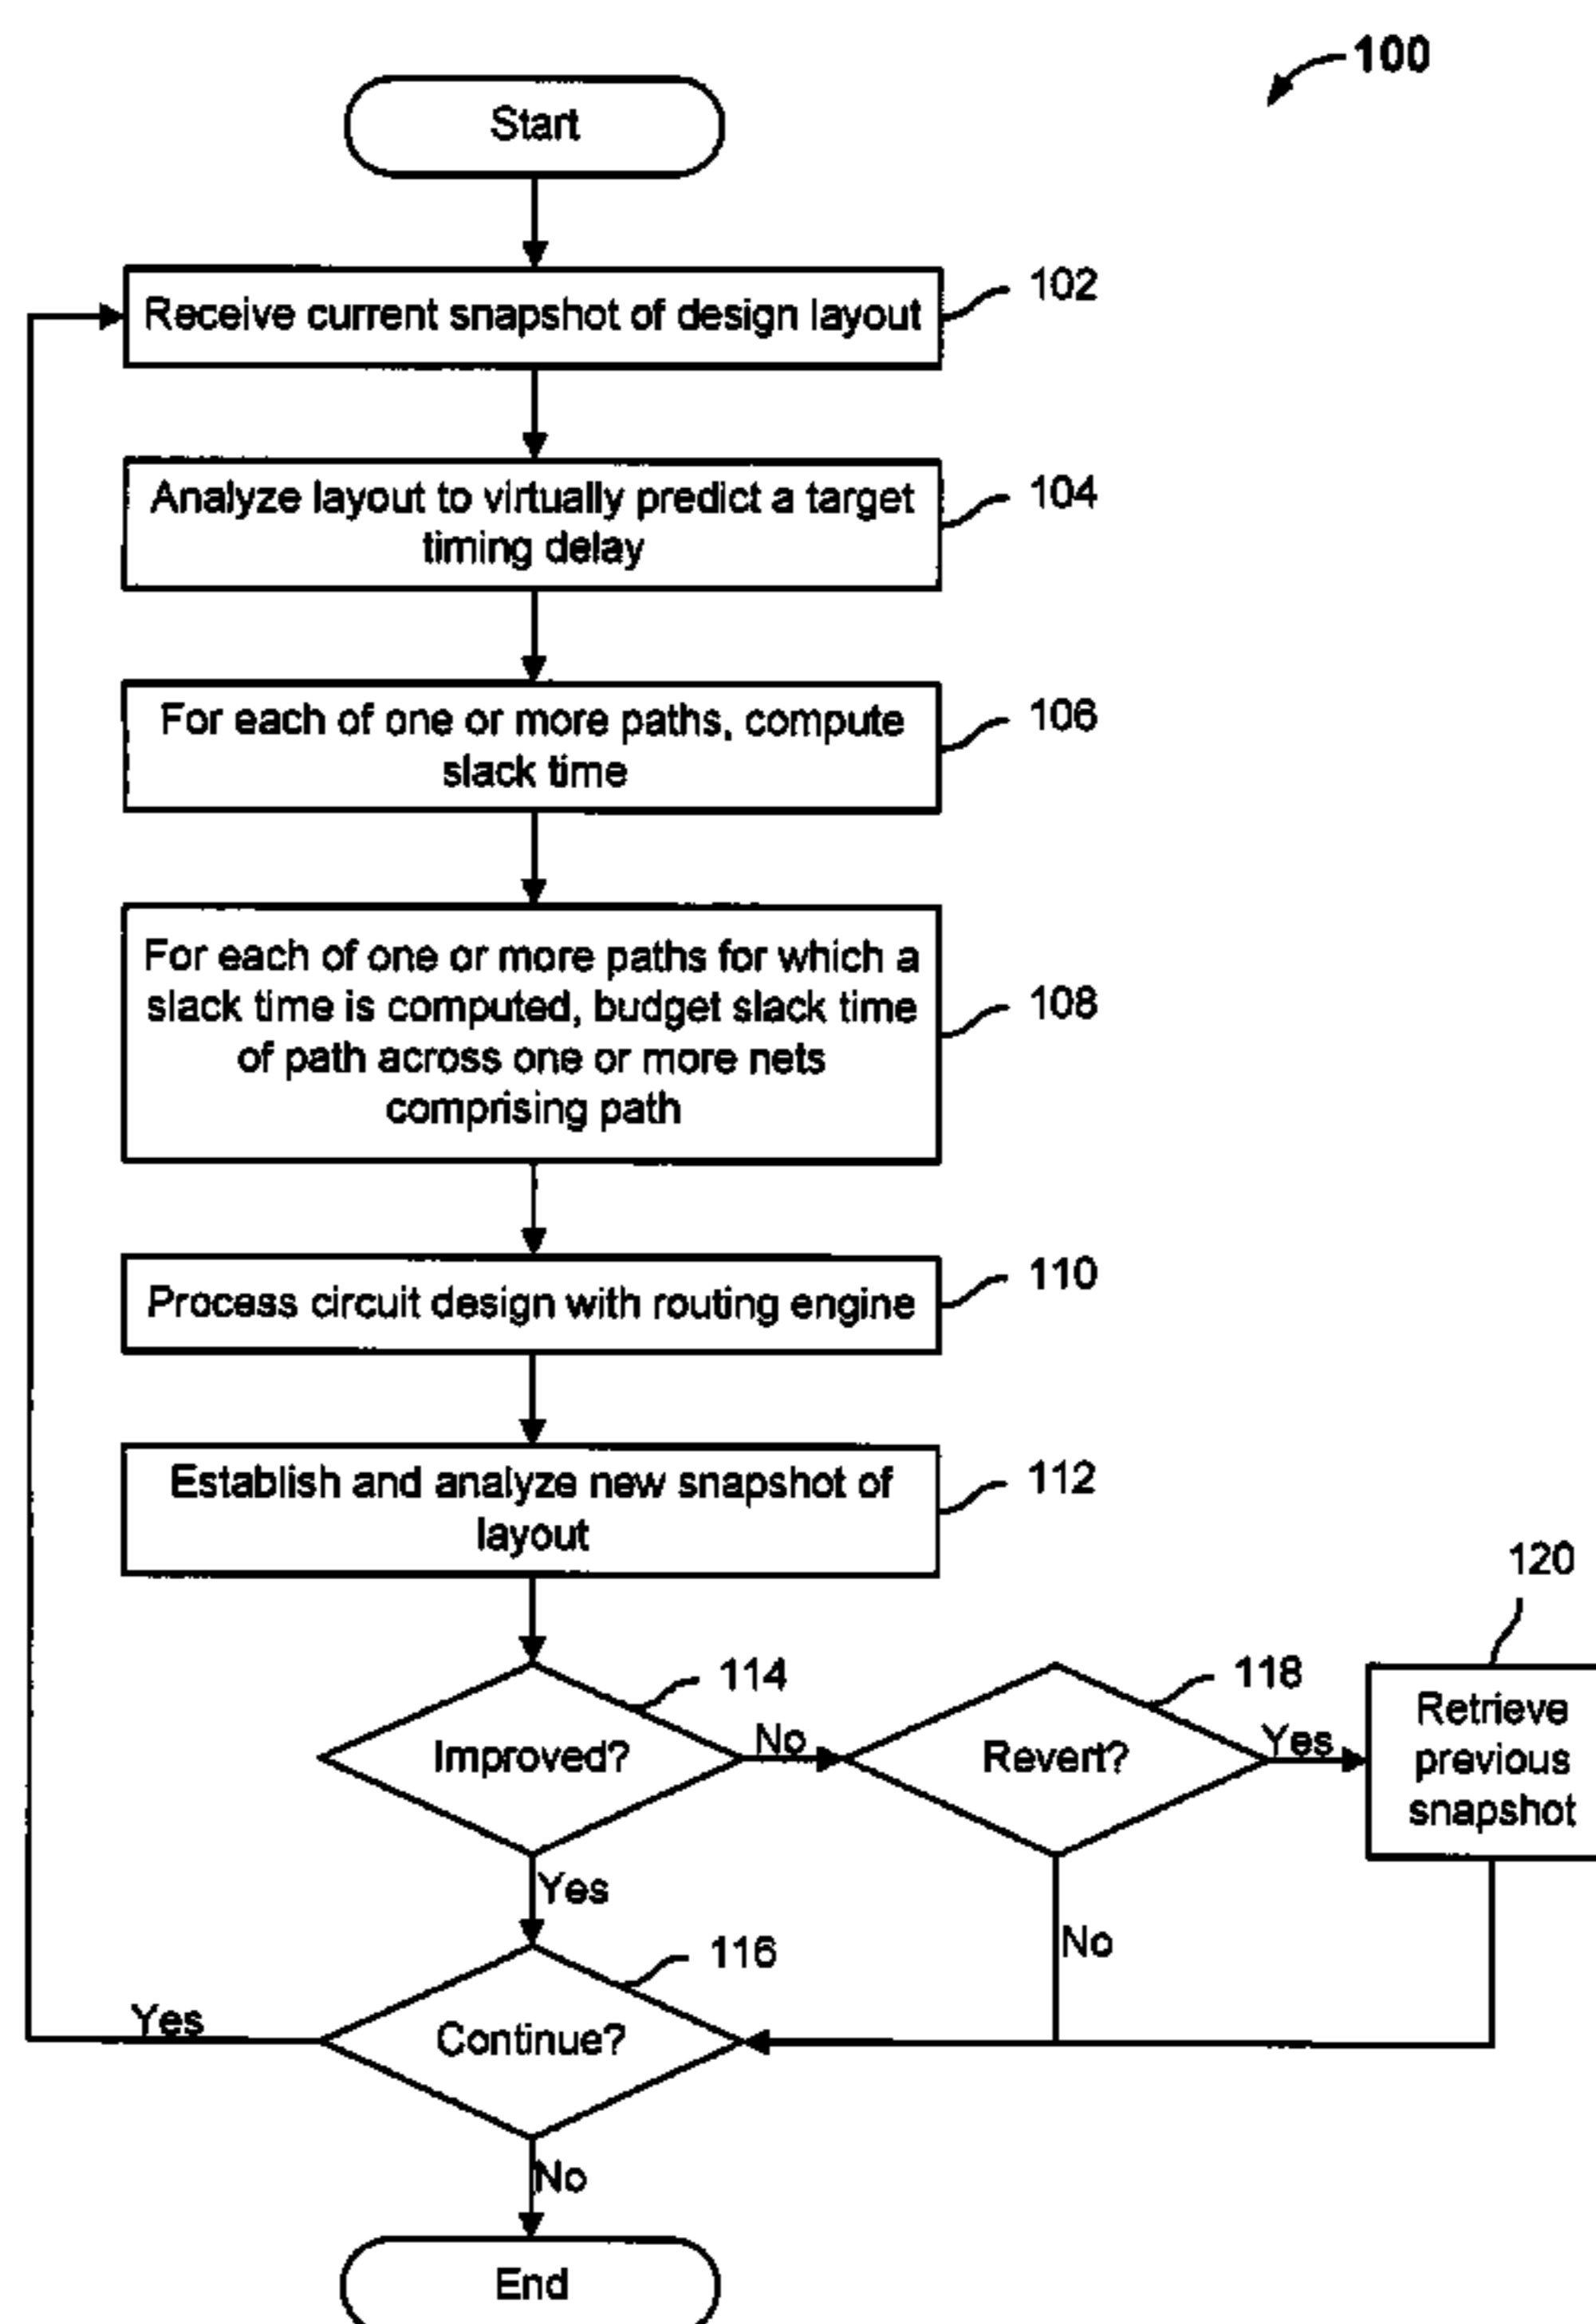 100
Start
Receive current snapshot of design layout
102
Analyze layout to virtually predict a target
timing delay
104
For each of one or more paths, compute
slack time
106
For each of one or more paths for which a
slack time is computed, budget slack time
of path across one or more nets
comprising path
108
Process circuit design with routing engine
110
Establish and analyze new snapshot of
layout
112
Improved?
114
No
Revert?
118
Yes
120
Retrieve
previous
snapshot
Yes
No
Continue?
116
Yes
No
End